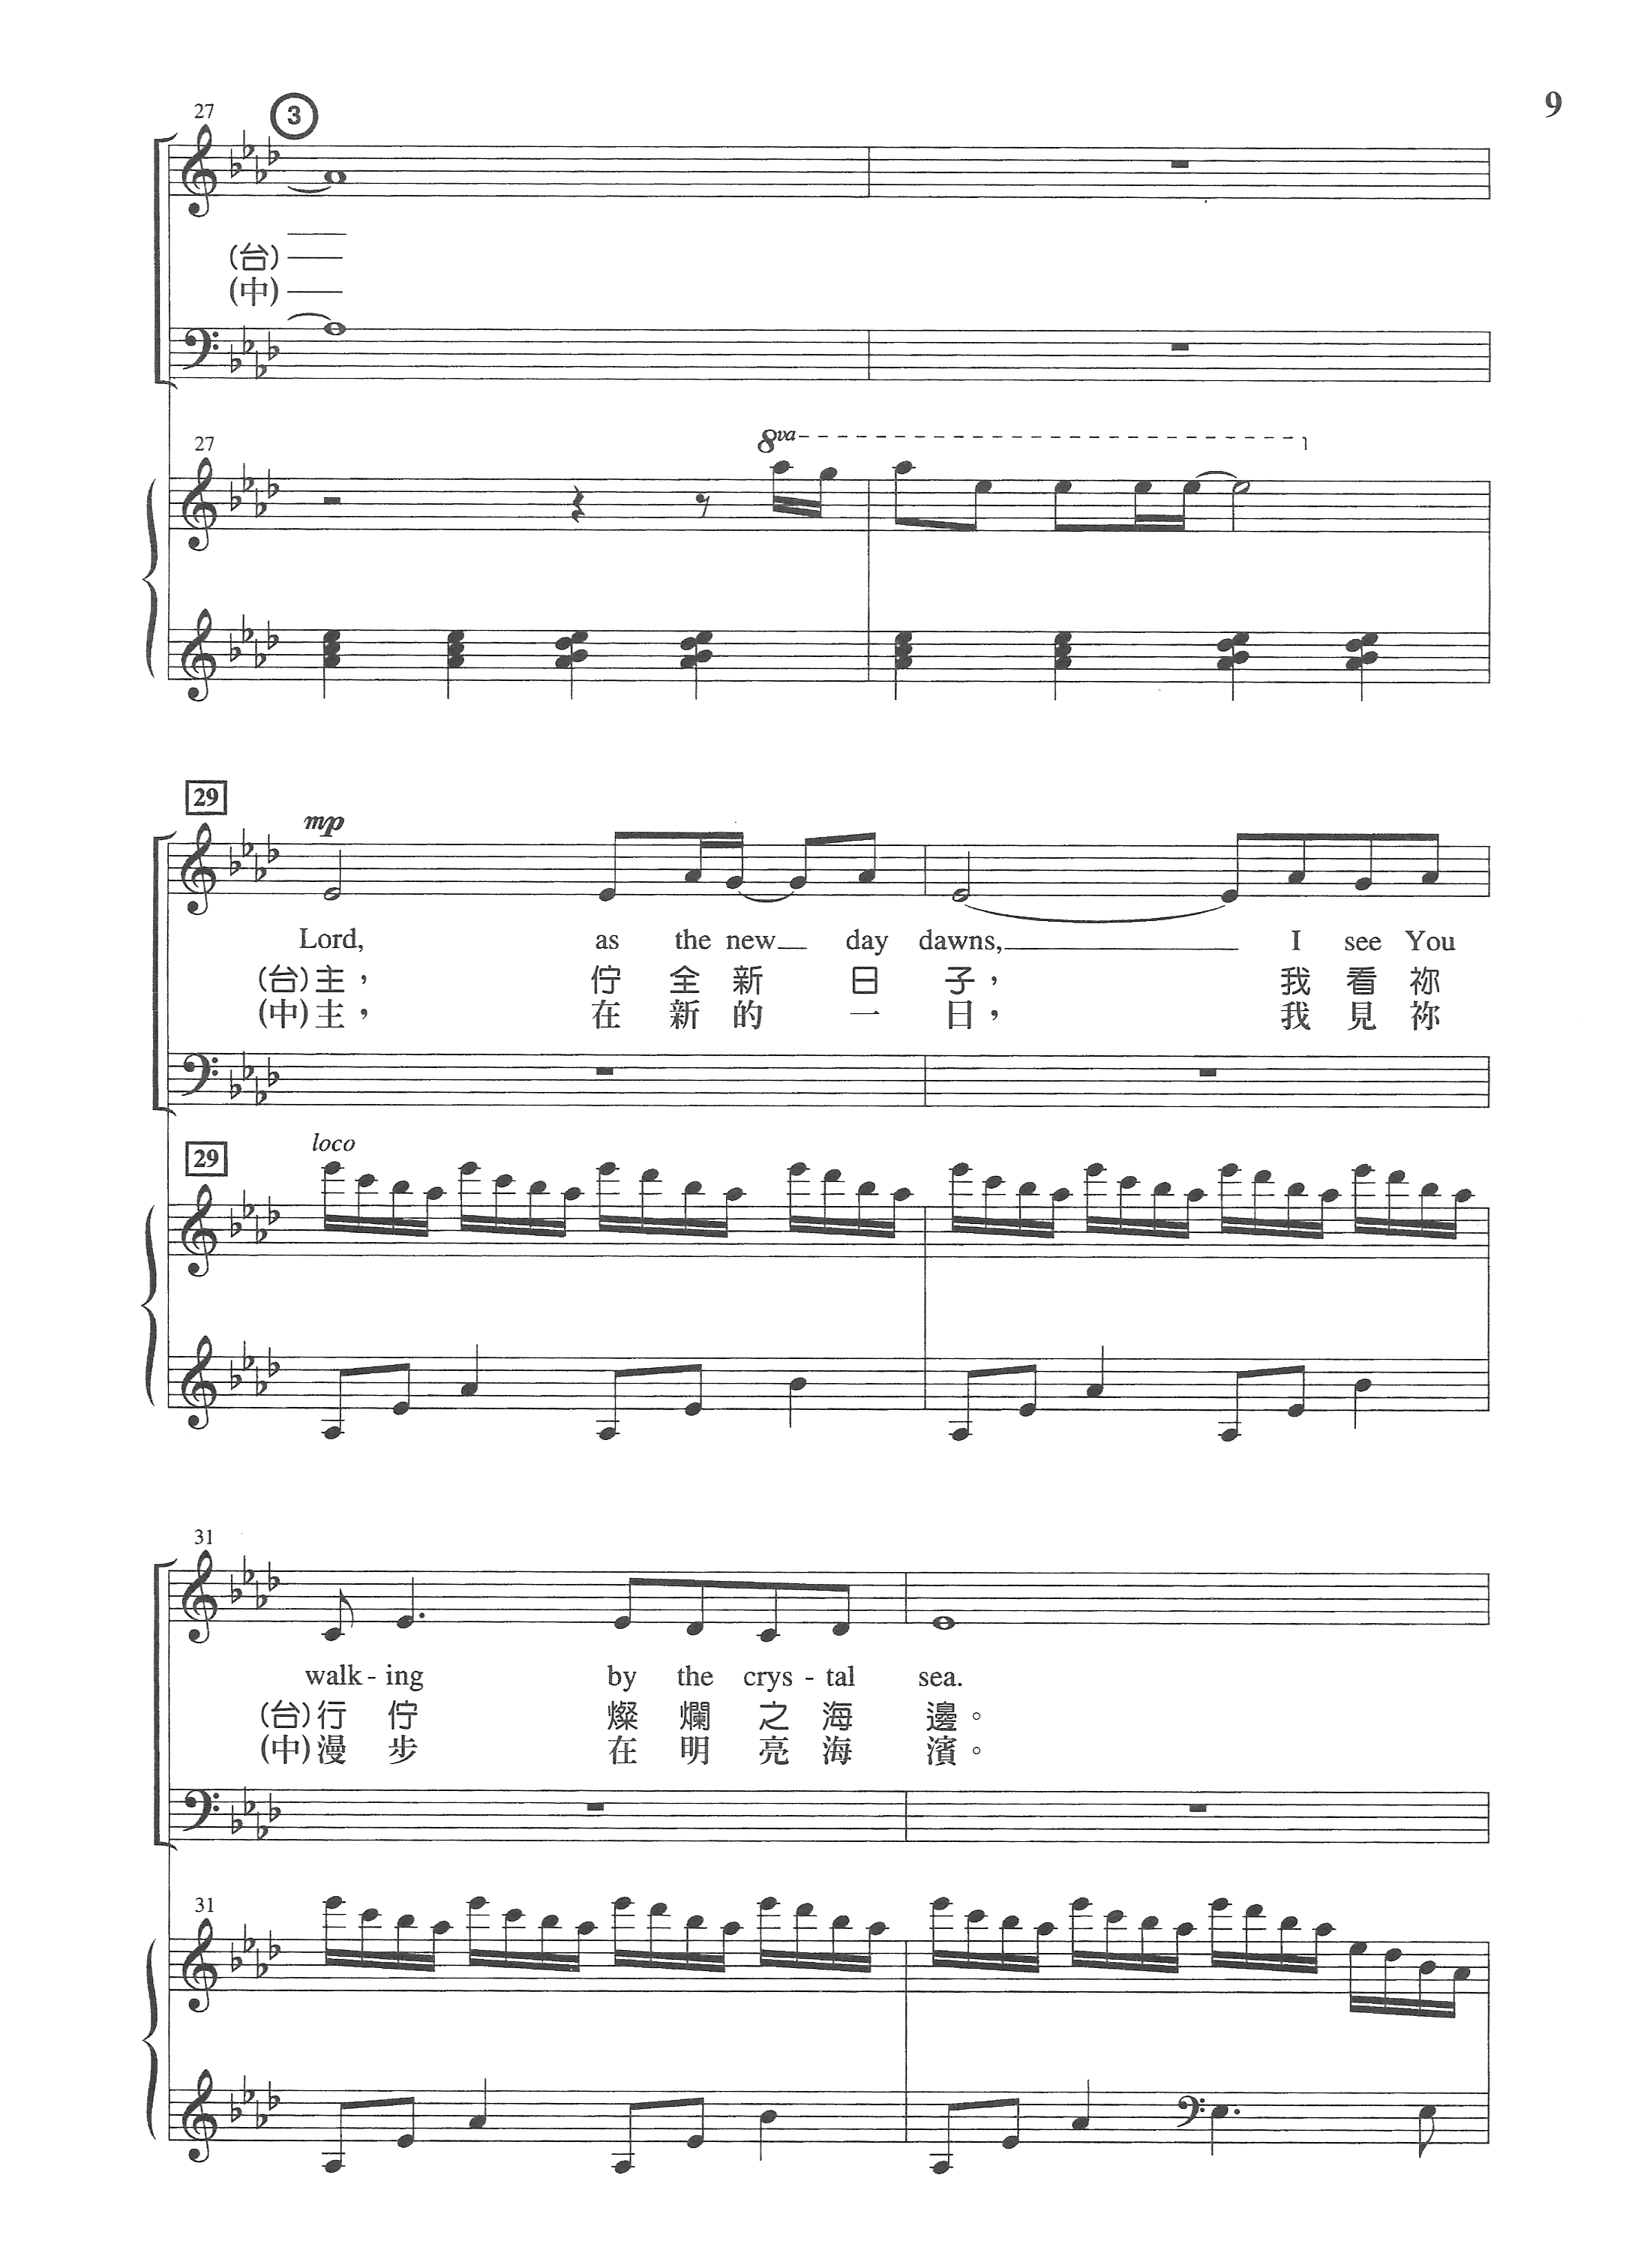 9
27 3
(台)
(中)
27
8va
29
mp
Lord, as the new day dawns, I see You
(台)主， 佇 全 新 日 子， 我 看 祢
(中)主， 在 新 的 一 日， 我 見 祢
loco
29
31
walk - ing by the crys - tal sea.
(台)行 佇 燦 爛 之 海 邊。
(中)漫 步 在 明 亮 海 濱。
31